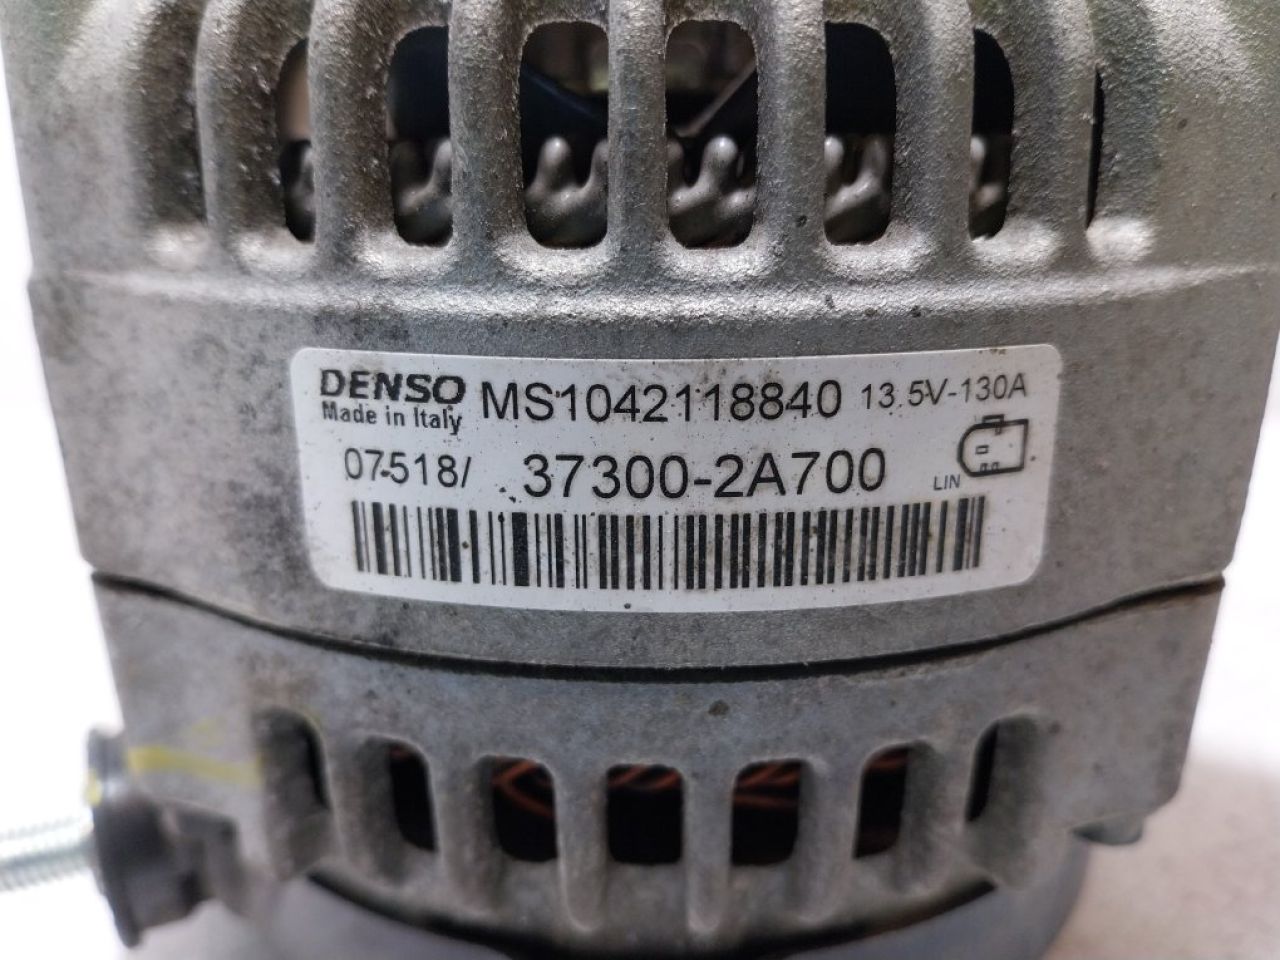 DENSO MS1042118840 13.5V-130A
Made in Italy
07-518/ 37300-2A700
LIN